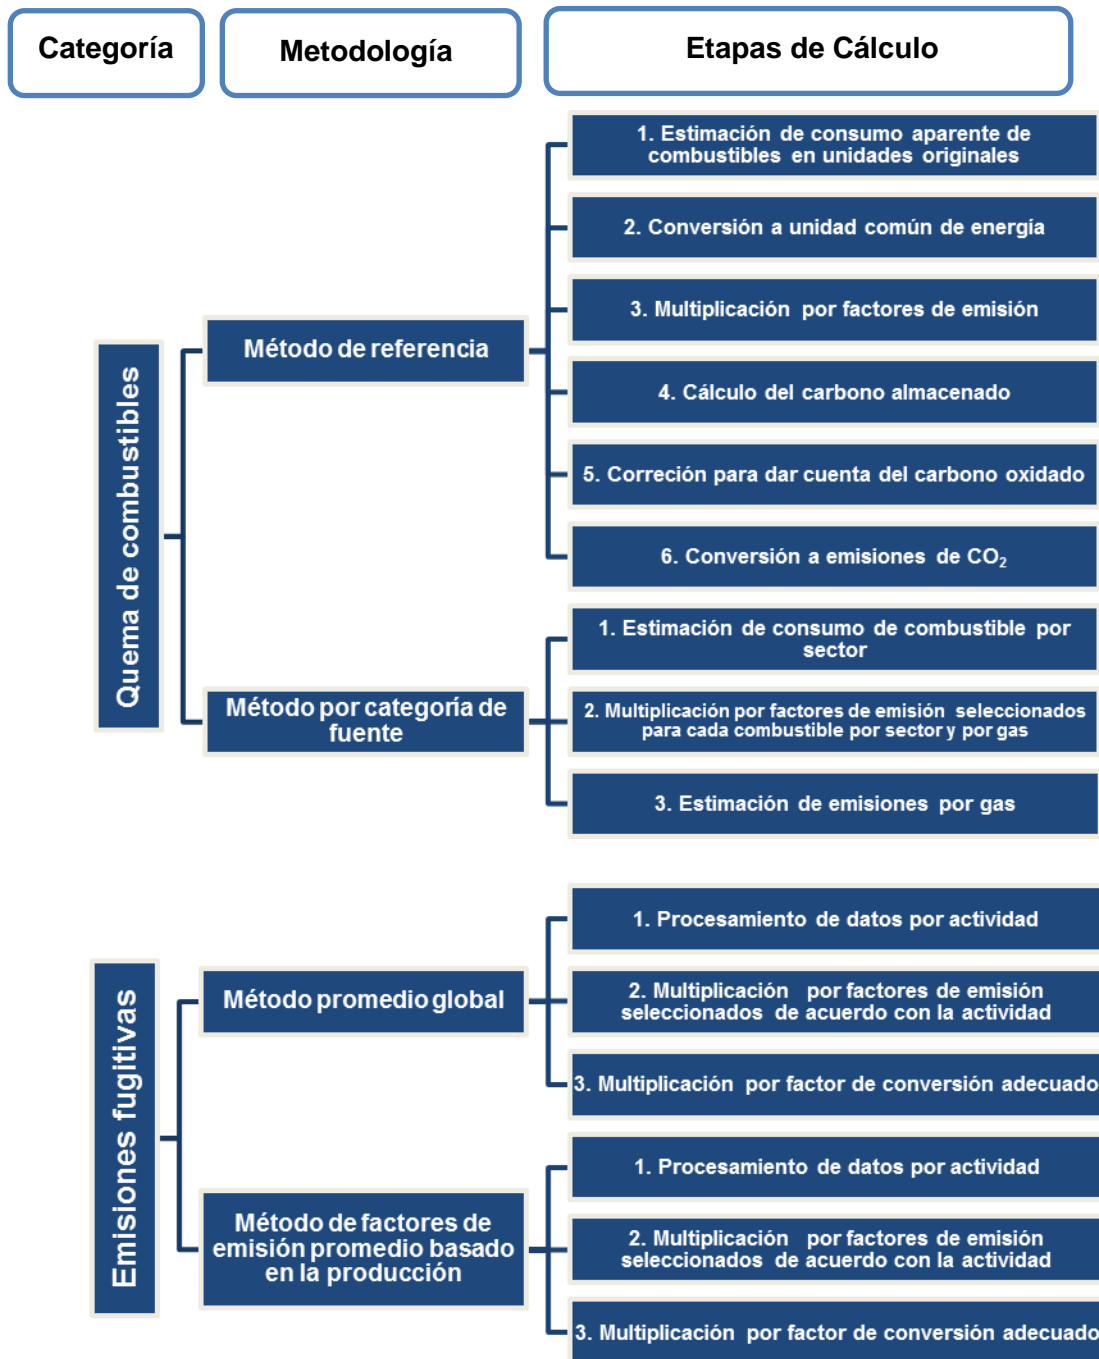 Categoría
Metodología
Etapas de Cálculo
Quema de combustibles
Método de referencia
1. Estimación de consumo aparente de
combustibles en unidades originales
2. Conversión a unidad común de energía
3. Multiplicación por factores de emisión
4. Cálculo del carbono almacenado
5. Correción para dar cuenta del carbono oxidado
6. Conversión a emisiones de CO₂
Método por categoría de
fuente
1. Estimación de consumo de combustible por
sector
2. Multiplicación por factores de emisión seleccionados
para cada combustible por sector y por gas
3. Estimación de emisiones por gas
Emisiones fugitivas
Método promedio global
1. Procesamiento de datos por actividad
2. Multiplicación por factores de emisión
seleccionados de acuerdo con la actividad
3. Multiplicación por factor de conversión adecuado
Método de factores de
emisión promedio basado
en la producción
1. Procesamiento de datos por actividad
2. Multiplicación por factores de emisión
seleccionados de acuerdo con la actividad
3. Multiplicación por factor de conversión adecuado